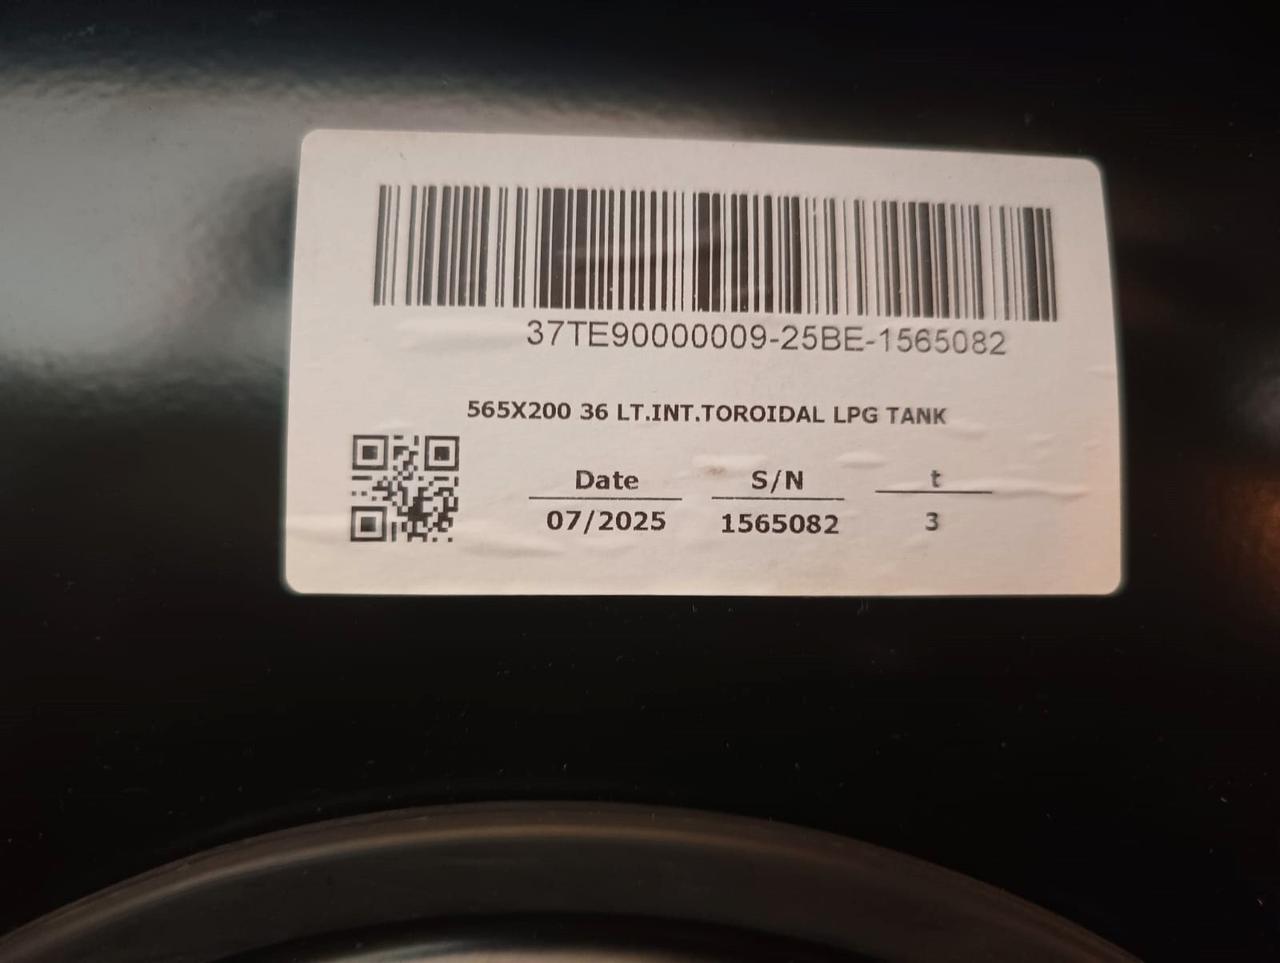 37TE90000009-25BE-1565082
565X200 36 LT.INT.TOROIDAL LPG TANK
Date S/N t
07/2025 1565082 3